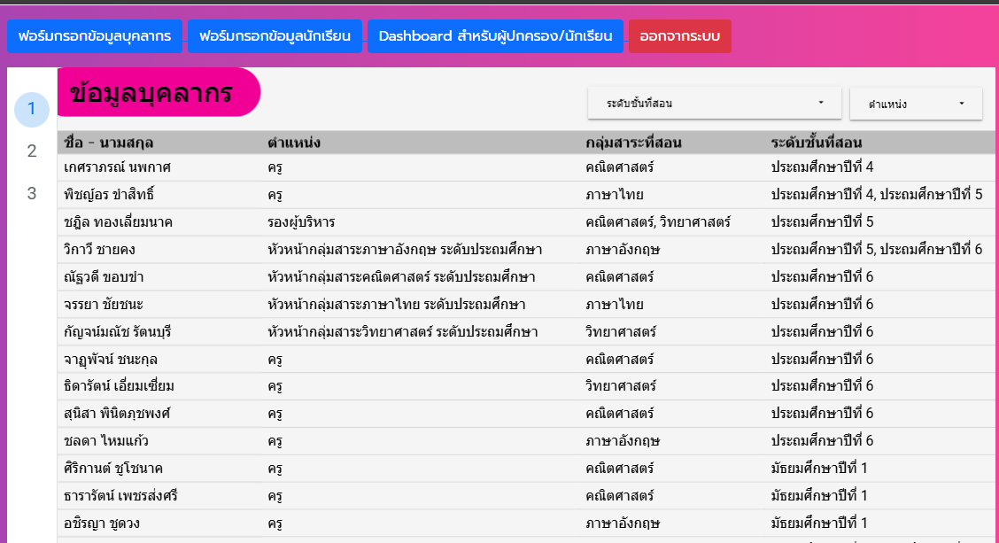 ฟอร์มกรอกข้อมูลบุคลากร ฟอร์มกรอกข้อมูลนักเรียน Dashboard สำหรับผู้ปกครอง/นักเรียน ออกจากระบบ
1
2
3
ข้อมูลบุคลากร
ระดับชั้นที่สอน ตำแหน่ง
ชื่อ - นามสกุล ตำแหน่ง กลุ่มสาระที่สอน ระดับชั้นที่สอน
เกศราภรณ์ นพกาศ ครู คณิตศาสตร์ ประถมศึกษาปีที่ 4
พิชญ์อร ขำสิทธิ์ ครู ภาษาไทย ประถมศึกษาปีที่ 4, ประถมศึกษาปีที่ 5
ชฎิล ทองเลี่ยมนาค รองผู้บริหาร คณิตศาสตร์, วิทยาศาสตร์ ประถมศึกษาปีที่ 5
วิภาวี ชายคง หัวหน้ากลุ่มสาระภาษาอังกฤษ ระดับประถมศึกษา ภาษาอังกฤษ ประถมศึกษาปีที่ 5, ประถมศึกษาปีที่ 6
ณัฐวดี ขอบขำ หัวหน้ากลุ่มสาระคณิตศาสตร์ ระดับประถมศึกษา คณิตศาสตร์ ประถมศึกษาปีที่ 6
จรรยา ชัยชนะ หัวหน้ากลุ่มสาระภาษาไทย ระดับประถมศึกษา ภาษาไทย ประถมศึกษาปีที่ 6
กัญจน์มณัช รัตนบุรี หัวหน้ากลุ่มสาระวิทยาศาสตร์ ระดับประถมศึกษา วิทยาศาสตร์ ประถมศึกษาปีที่ 6
จาฏุพัจน์ ชนะกุล ครู คณิตศาสตร์ ประถมศึกษาปีที่ 6
ธิดารัตน์ เอี่ยมเซี่ยม ครู วิทยาศาสตร์ ประถมศึกษาปีที่ 6
สุนิสา พินิตภุชพงศ์ ครู คณิตศาสตร์ ประถมศึกษาปีที่ 6
ชลดา ไหมแก้ว ครู ภาษาอังกฤษ ประถมศึกษาปีที่ 6
ศิริกานต์ ชูโชนาค ครู คณิตศาสตร์ มัธยมศึกษาปีที่ 1
ธารารัตน์ เพชรส่งศรี ครู คณิตศาสตร์ มัธยมศึกษาปีที่ 1
อชิรญา ชูดวง ครู ภาษาอังกฤษ มัธยมศึกษาปีที่ 1